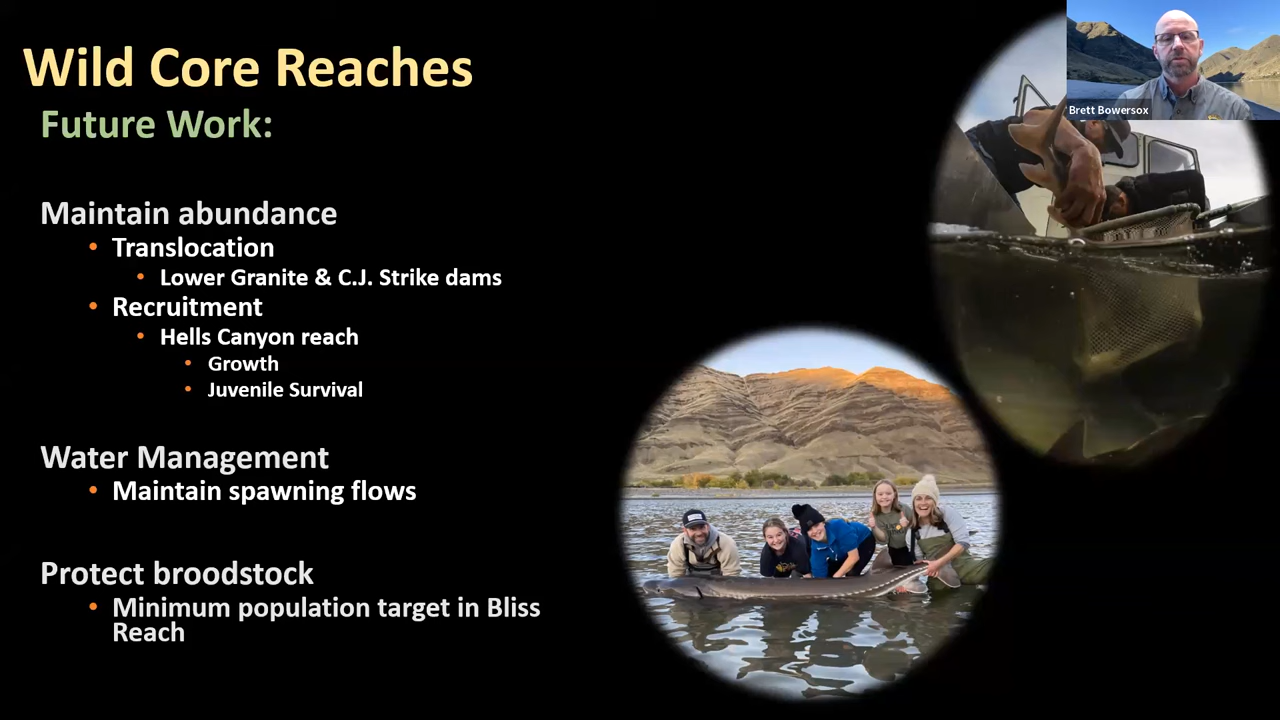 Wild Core Reaches
Future Work:
Maintain abundance
• Translocation
• Lower Granite & C.J. Strike dams
• Recruitment
• Hells Canyon reach
• Growth
• Juvenile Survival
Water Management
• Maintain spawning flows
Protect broodstock
• Minimum population target in Bliss
Reach
Brett Bowersox